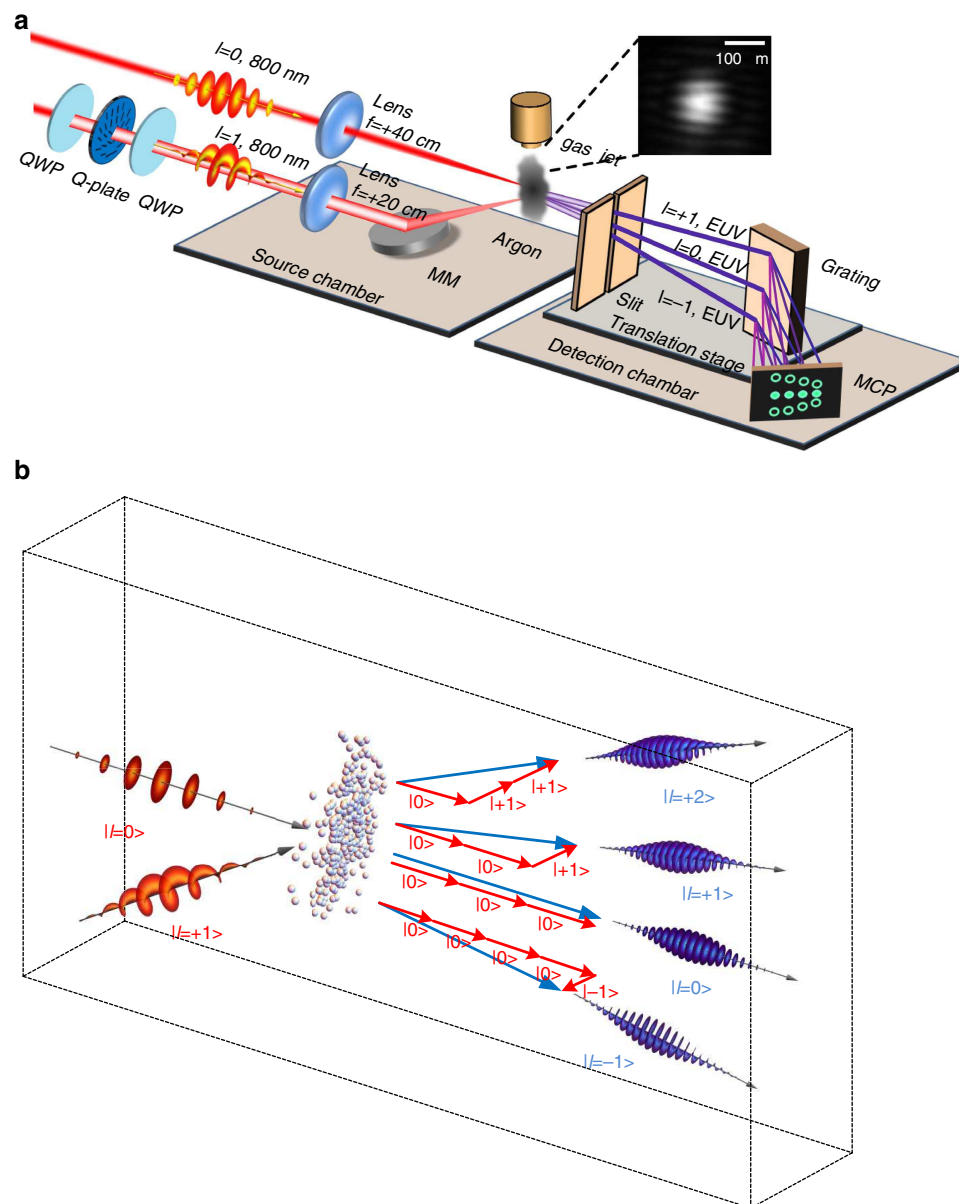 a
l=0, 800 nm
100 m
Lens
f=+40 cm
gas jet
l=1, 800 nm
QWP
Q-plate
QWP
Lens
f=+20 cm
Argon
MM
Source chamber
l=+1, EUV
l=0, EUV
l=−1, EUV
Grating
Slit
Translation stage
Detection chambar
MCP
b
|l=0>
|l=+1>
|0>
|+1>
|+1>
|l=+2>
|0>
|0>
|+1>
|l=+1>
|0>
|0>
|0>
|l=0>
|0>
|0>
|0>
|0>
|−1>
|l=−1>